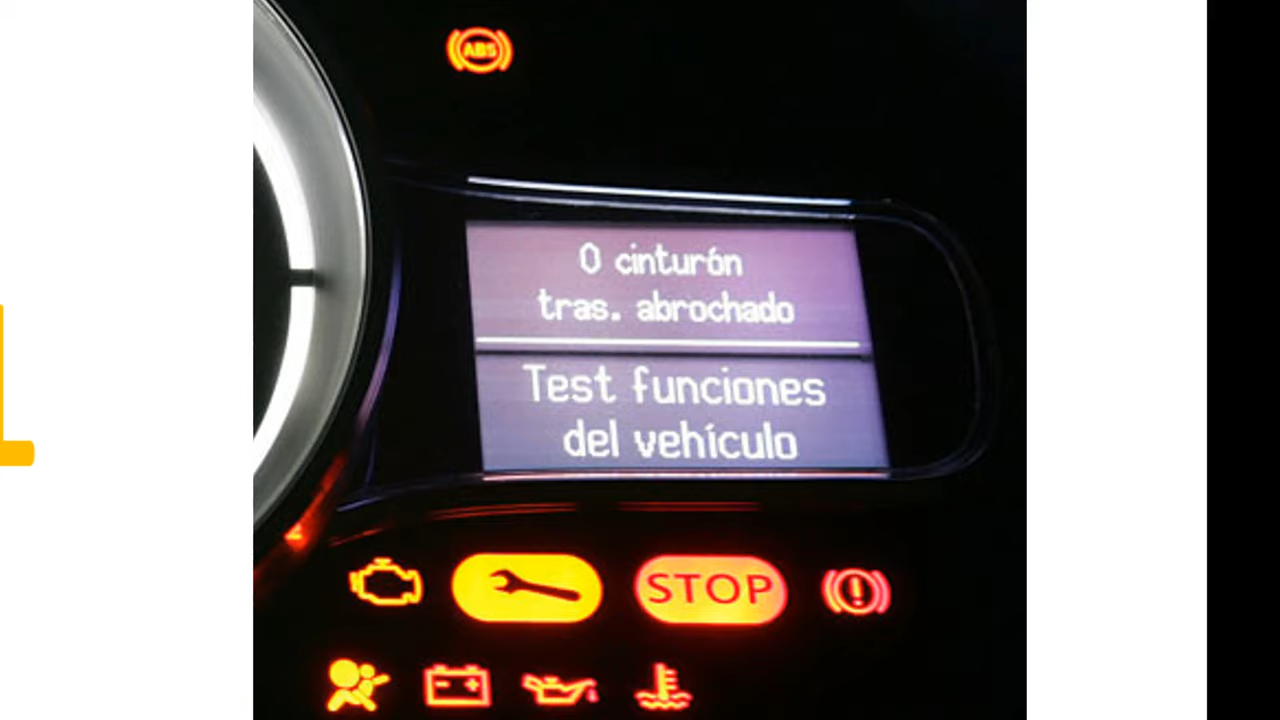 ABS
0 cinturón
tras. abrochado
Test funciones
del vehículo
STOP